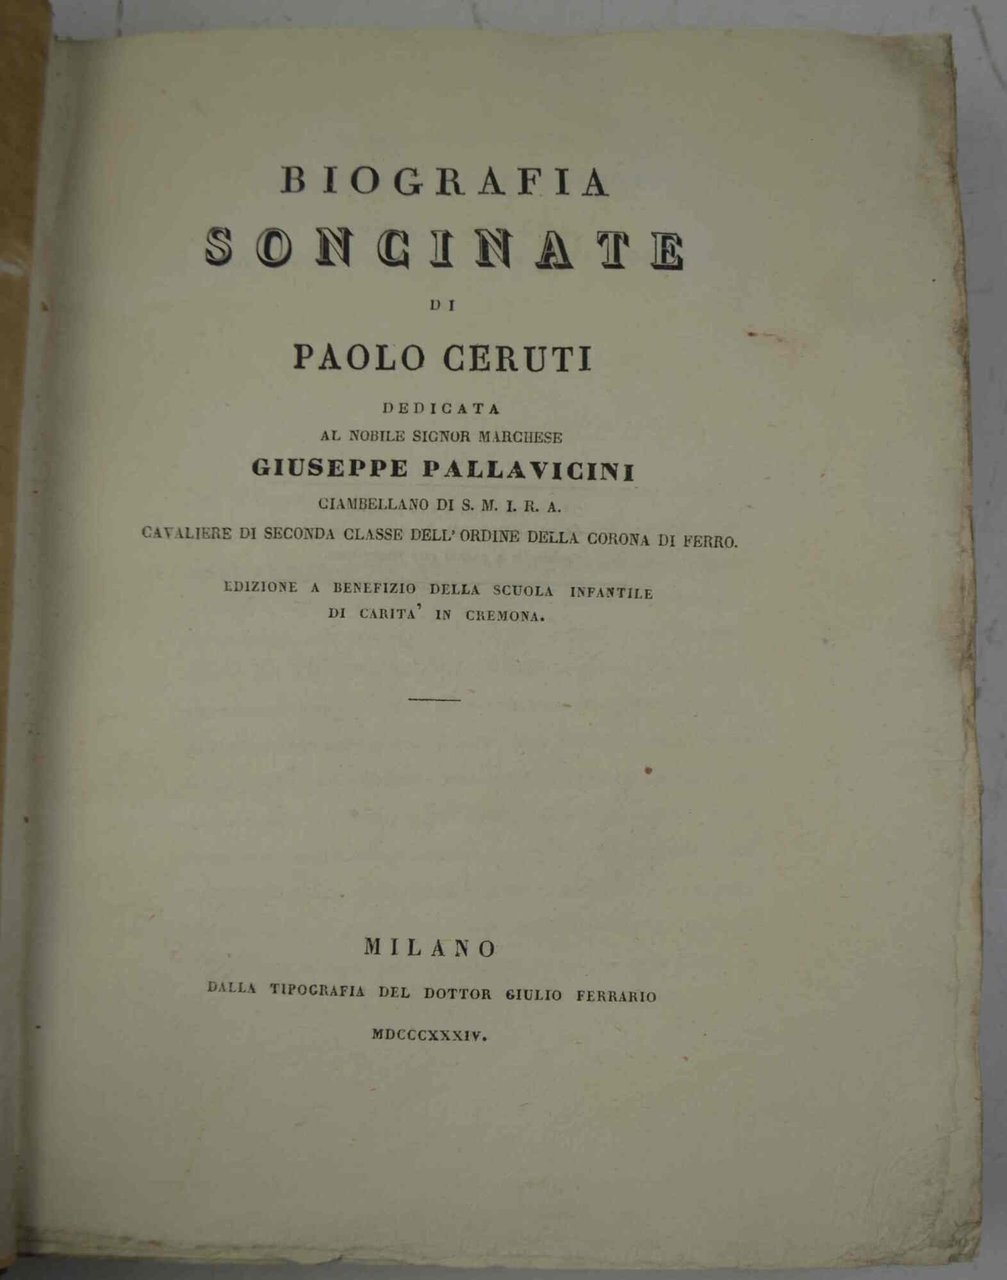 BIOGRAFIA
SONCINATE
DI
PAOLO CERUTI
DEDICATA
AL NOBILE SIGNOR MARCHESE
GIUSEPPE PALLAVICINI
CIAMBELLANO DI S. M. I. R. A.
CAVALIERE DI SECONDA CLASSE DELL' ORDINE DELLA CORONA DI FERRO.
EDIZIONE A BENEFIZIO DELLA SCUOLA INFANTILE
DI CARITA' IN CREMONA.
MILANO
DALLA TIPOGRAFIA DEL DOTTOR GIULIO FERRARIO
MDCCCXXXIV.